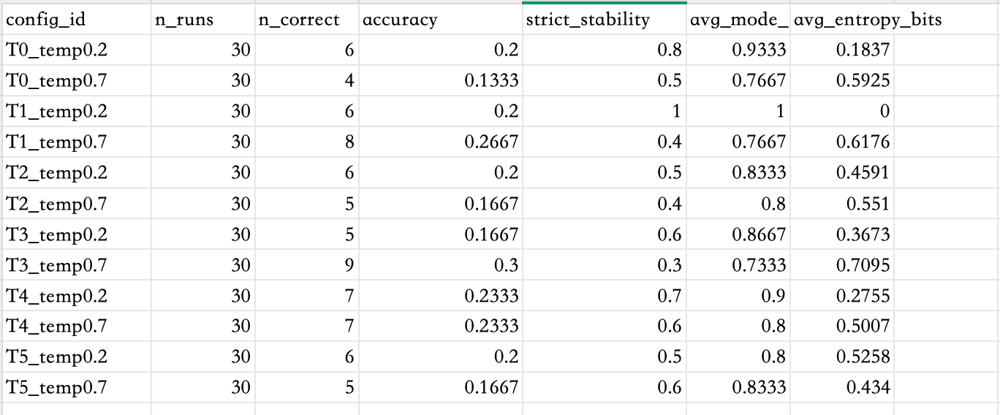 config_id n_runs n_correct accuracy strict_stability avg_mode_ avg_entropy_bits
T0_temp0.2 30 6 0.2 0.8 0.9333 0.1837
T0_temp0.7 30 4 0.1333 0.5 0.7667 0.5925
T1_temp0.2 30 6 0.2 1 1 0
T1_temp0.7 30 8 0.2667 0.4 0.7667 0.6176
T2_temp0.2 30 6 0.2 0.5 0.8333 0.4591
T2_temp0.7 30 5 0.1667 0.4 0.8 0.551
T3_temp0.2 30 5 0.1667 0.6 0.8667 0.3673
T3_temp0.7 30 9 0.3 0.3 0.7333 0.7095
T4_temp0.2 30 7 0.2333 0.7 0.9 0.2755
T4_temp0.7 30 7 0.2333 0.6 0.8 0.5007
T5_temp0.2 30 6 0.2 0.5 0.8 0.5258
T5_temp0.7 30 5 0.1667 0.6 0.8333 0.434